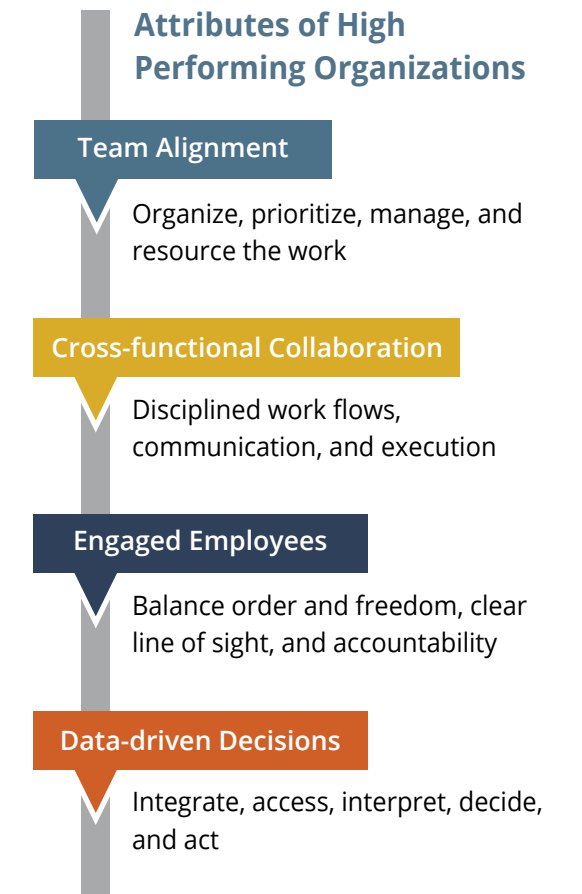 Attributes of High
Performing Organizations
Team Alignment
Organize, prioritize, manage, and
resource the work
Cross-functional Collaboration
Disciplined work flows,
communication, and execution
Engaged Employees
Balance order and freedom, clear
line of sight, and accountability
Data-driven Decisions
Integrate, access, interpret, decide,
and act